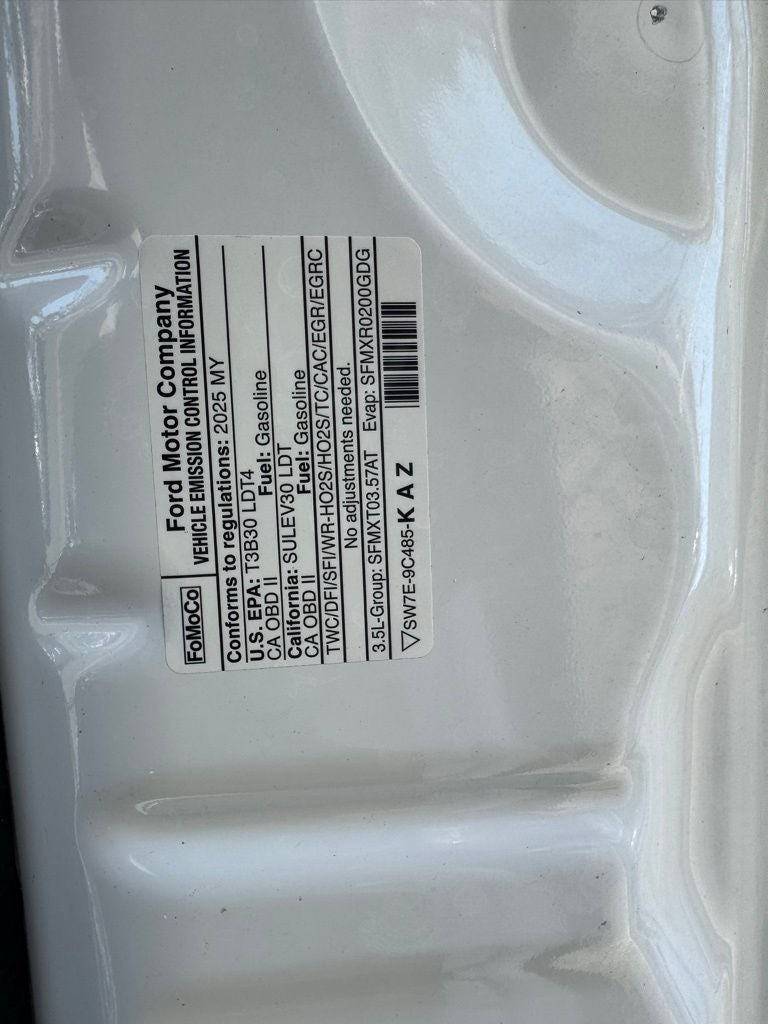 FoMoCo
Ford Motor Company
VEHICLE EMISSION CONTROL INFORMATION
Conforms to regulations: 2025 MY
U.S. EPA: T3B30 LDT4
CA OBD II Fuel: Gasoline
California: SULEV30 LDT
CA OBD II Fuel: Gasoline
TWC/DFI/SFI/WR-HO2S/HO2S/TC/CAC/EGR/EGRC
No adjustments needed.
3.5L-Group: SFMXT03.57AT Evap: SFMXR0200GDG
▽SW7E-9C485-K A Z